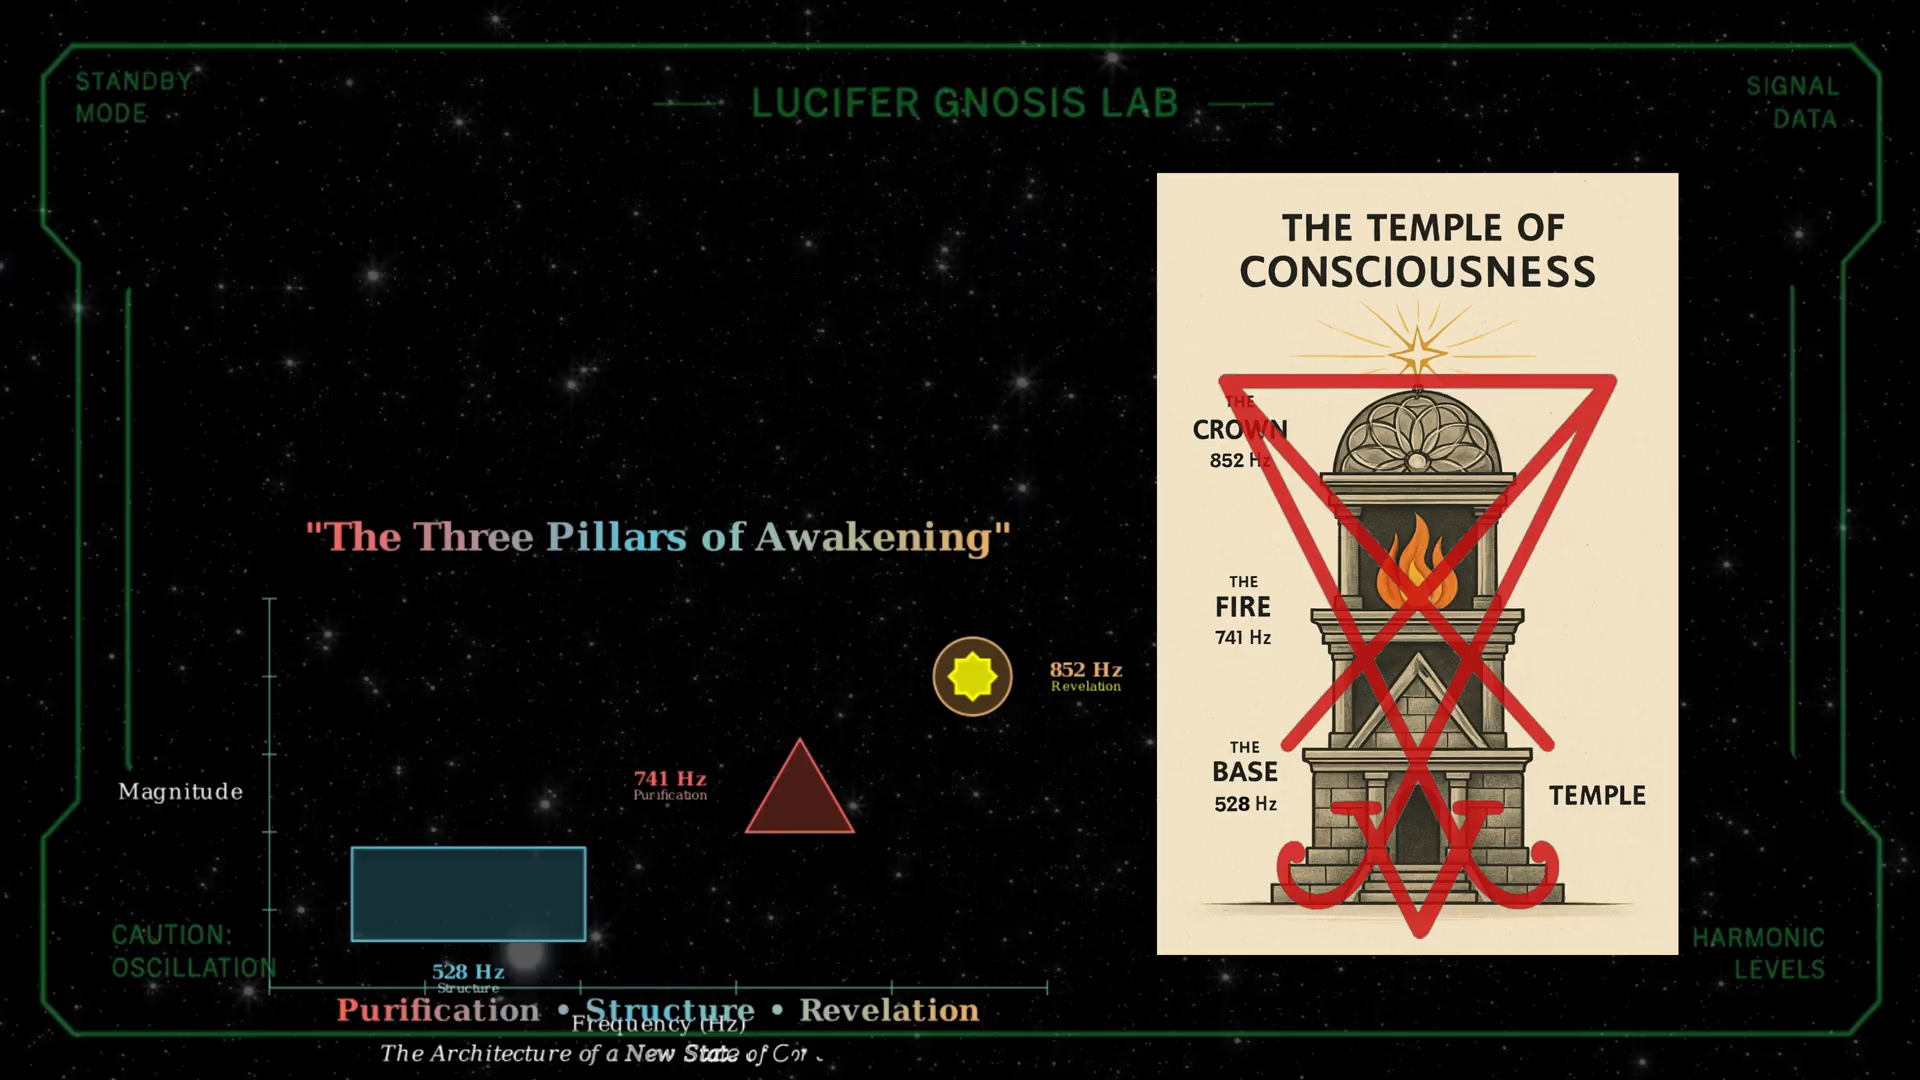 STANDBY
MODE
LUCIFER GNOSIS LAB
SIGNAL
DATA
THE TEMPLE OF
CONSCIOUSNESS
THE
CROWN
852 Hz
THE
FIRE
741 Hz
THE
BASE
528 Hz
TEMPLE
"The Three Pillars of Awakening"
852 Hz
Revelation
741 Hz
Purification
Magnitude
528 Hz
Structure
CAUTION:
OSCILLATION
HARMONIC
LEVELS
Purification • Structure • Revelation
Frequency (Hz)
The Architecture of a New State of